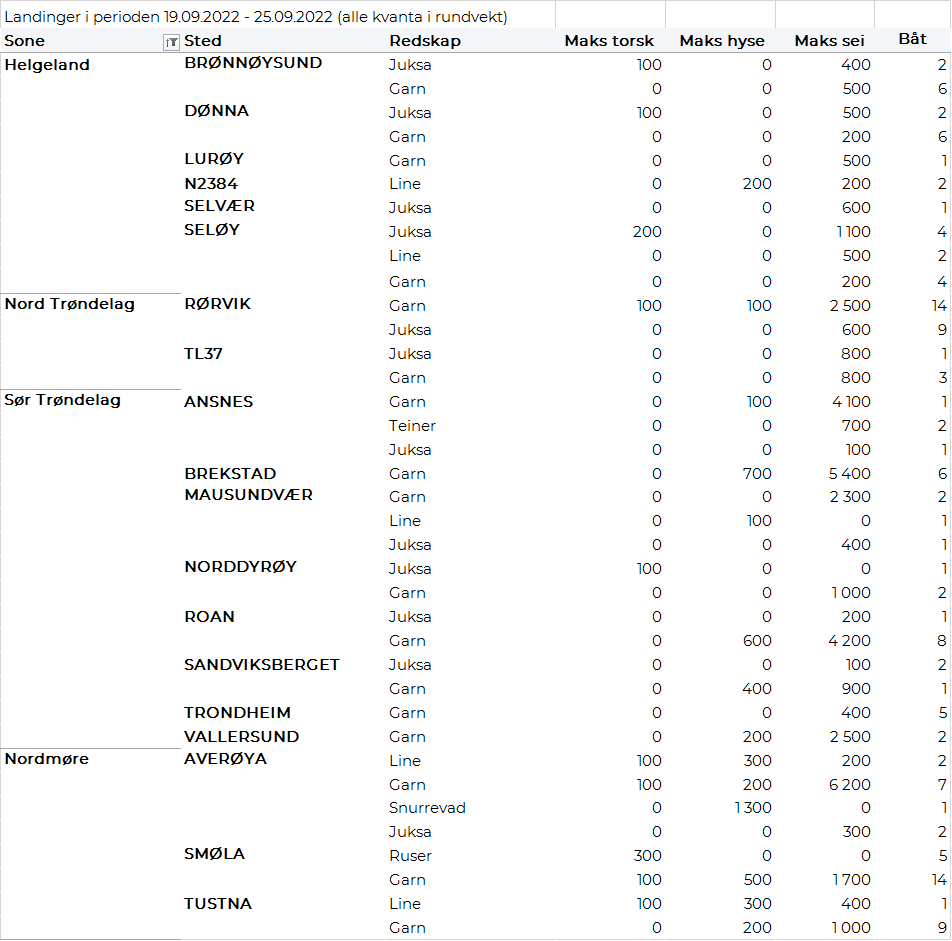 Landinger i perioden 19.09.2022 - 25.09.2022 (alle kvanta i rundvekt)
Sone Sted Redskap Maks torsk Maks hyse Maks sei Båt
Helgeland BRØNNØYSUND Juksa 100 0 400 2
Garn 0 0 500 6
DØNNA Juksa 100 0 500 2
Garn 0 0 200 6
LURØY Garn 0 0 500 1
N2384 Line 0 200 200 2
SELVÆR Juksa 0 0 600 1
SELØY Juksa 200 0 1 100 4
Line 0 0 500 2
Garn 0 0 200 4
Nord Trøndelag RØRVIK Garn 100 100 2 500 14
Juksa 0 0 600 9
TL37 Juksa 0 0 800 1
Garn 0 0 800 3
Sør Trøndelag ANSNES Garn 0 100 4 100 1
Teiner 0 0 700 2
Juksa 0 0 100 1
BREKSTAD Garn 0 700 5 400 6
MAUSUNDVÆR Garn 0 0 2 300 2
Line 0 100 0 1
Juksa 0 0 400 1
NORDDYRØY Juksa 100 0 0 1
Garn 0 0 1 000 2
ROAN Juksa 0 0 200 1
Garn 0 600 4 200 8
SANDVIKSBERGET Juksa 0 0 100 2
Garn 0 400 900 1
TRONDHEIM Garn 0 0 400 5
VALLERSUND Garn 0 200 2 500 2
Nordmøre AVERØYA Line 100 300 200 2
Garn 100 200 6 200 7
Snurrevad 0 1 300 0 1
Juksa 0 0 300 2
SMØLA Ruser 300 0 0 5
Garn 100 500 1 700 14
TUSTNA Line 100 300 400 1
Garn 0 200 1 000 9